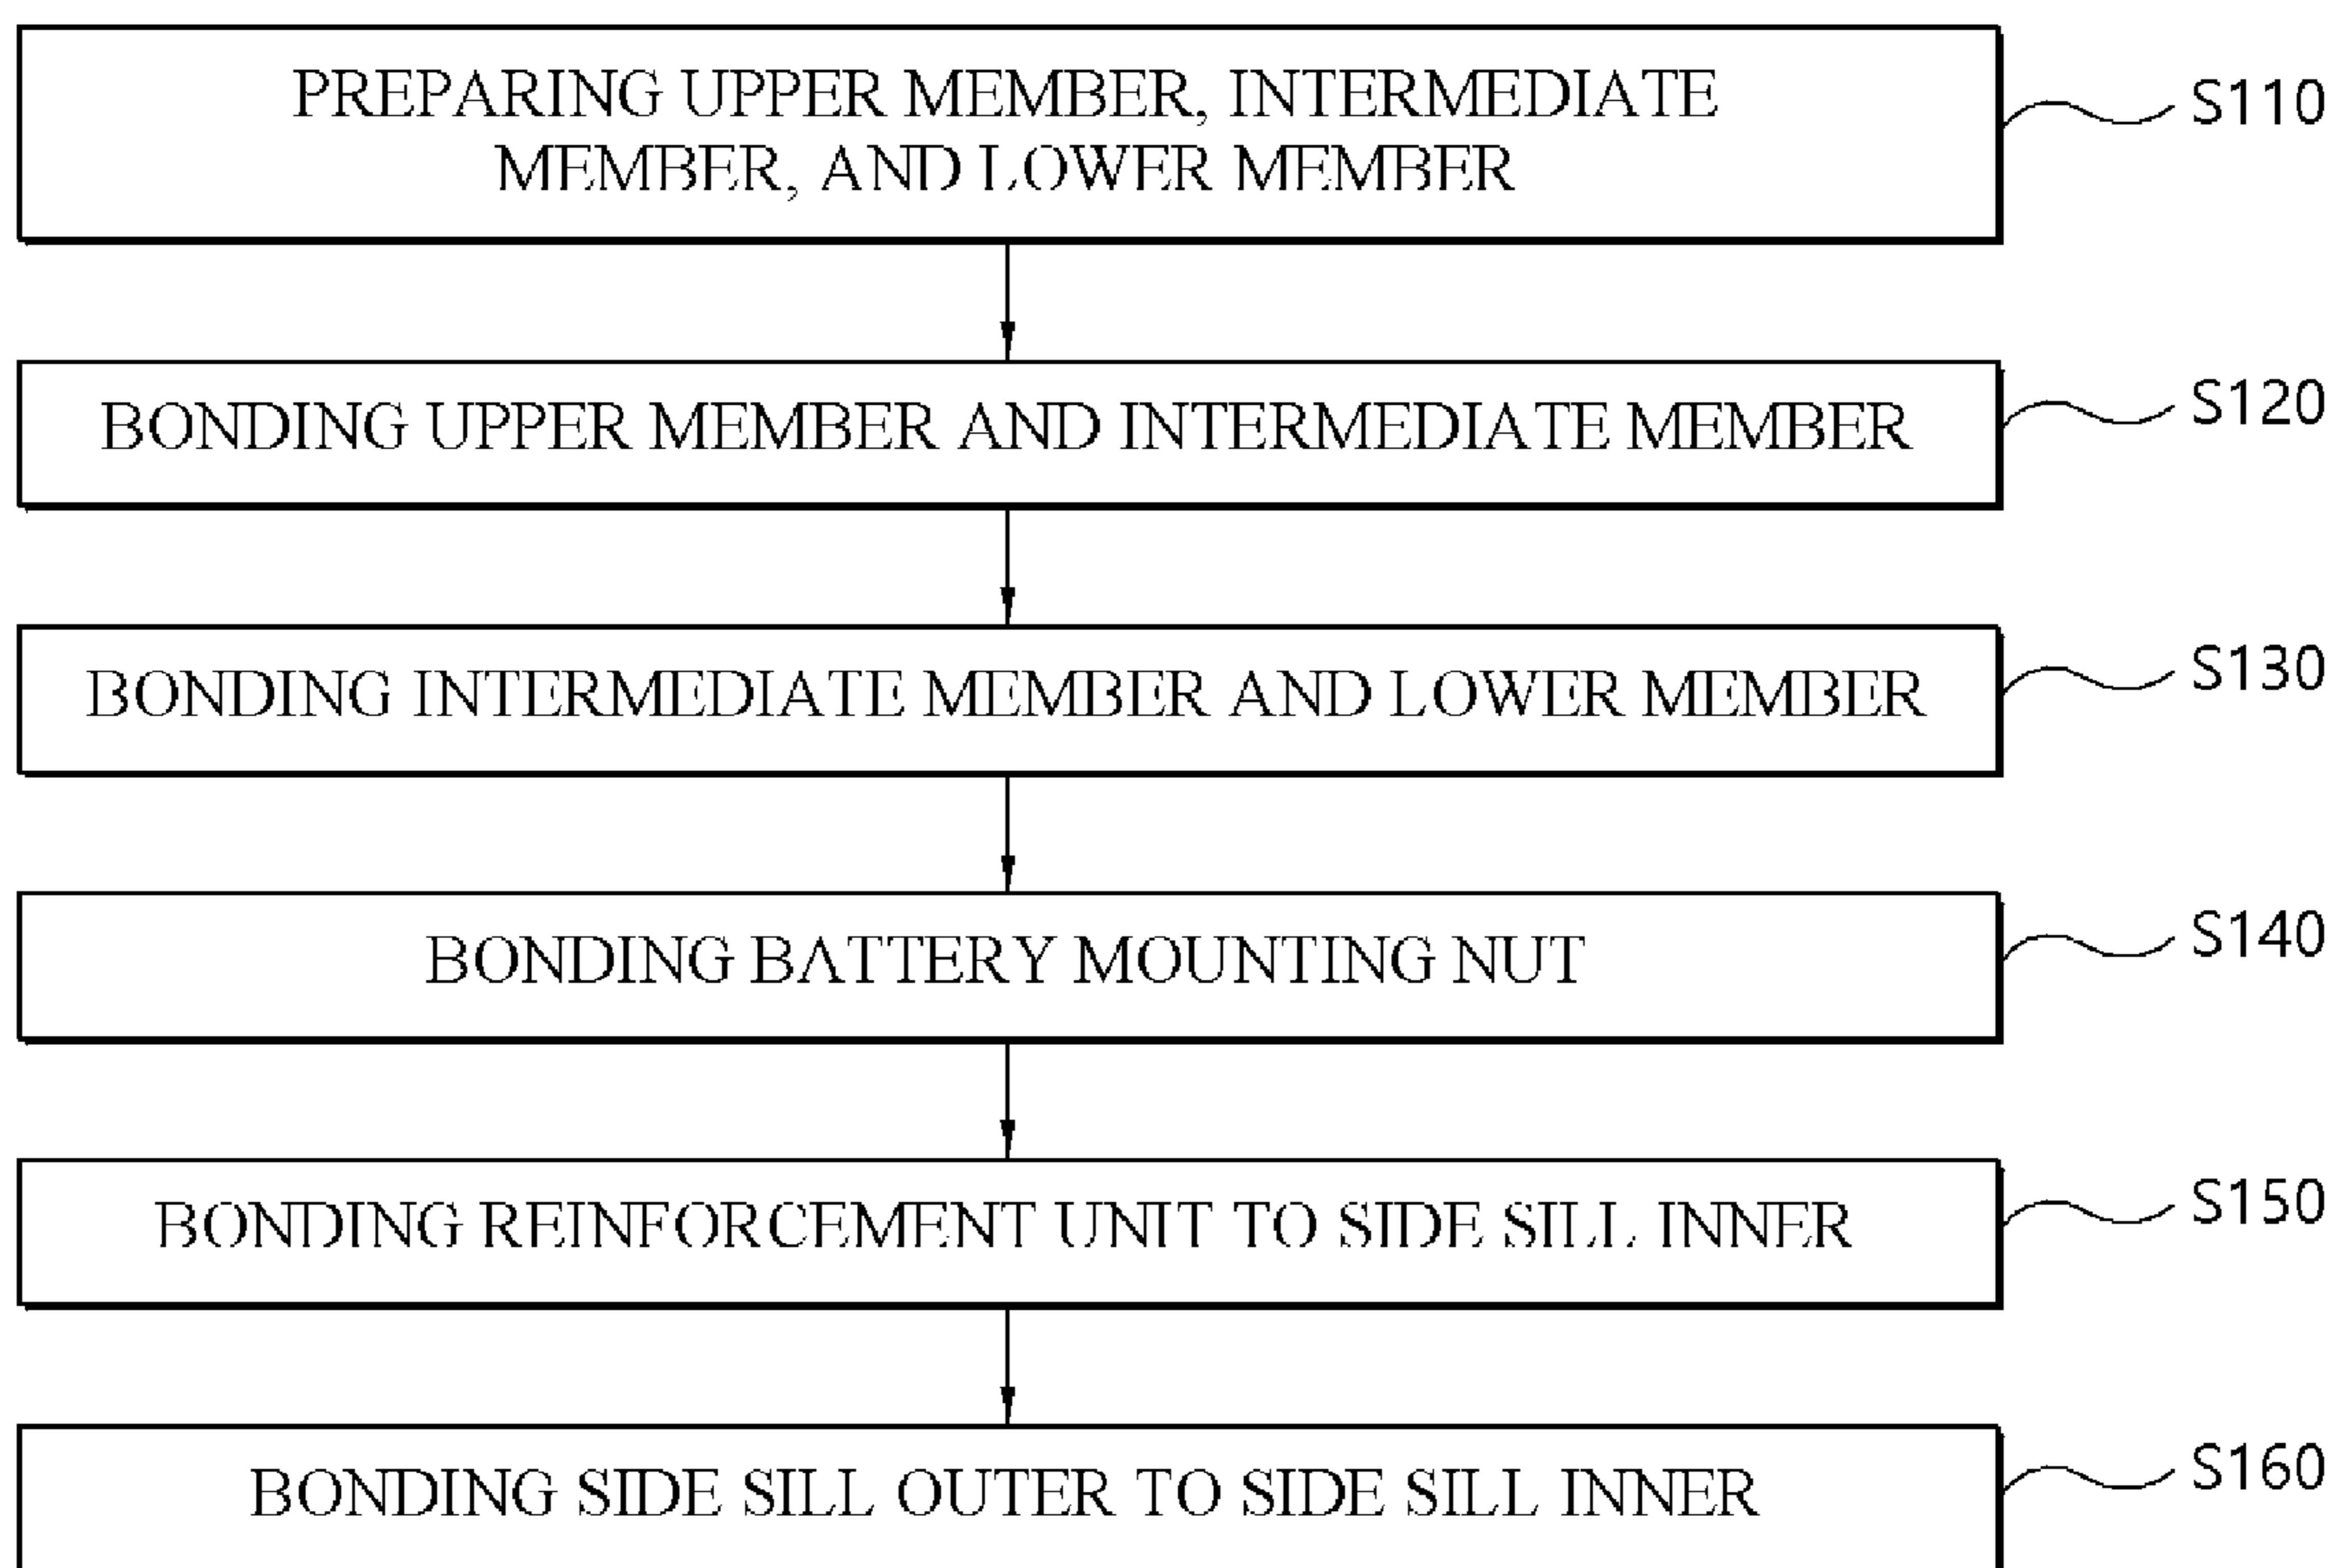 PREPARING UPPER MEMBER, INTERMEDIATE
MEMBER, AND LOWER MEMBER
S110
BONDING UPPER MEMBER AND INTERMEDIATE MEMBER
S120
BONDING INTERMEDIATE MEMBER AND LOWER MEMBER
S130
BONDING BATTERY MOUNTING NUT
S140
BONDING REINFORCEMENT UNIT TO SIDE SILL INNER
S150
BONDING SIDE SILL OUTER TO SIDE SILL INNER
S160